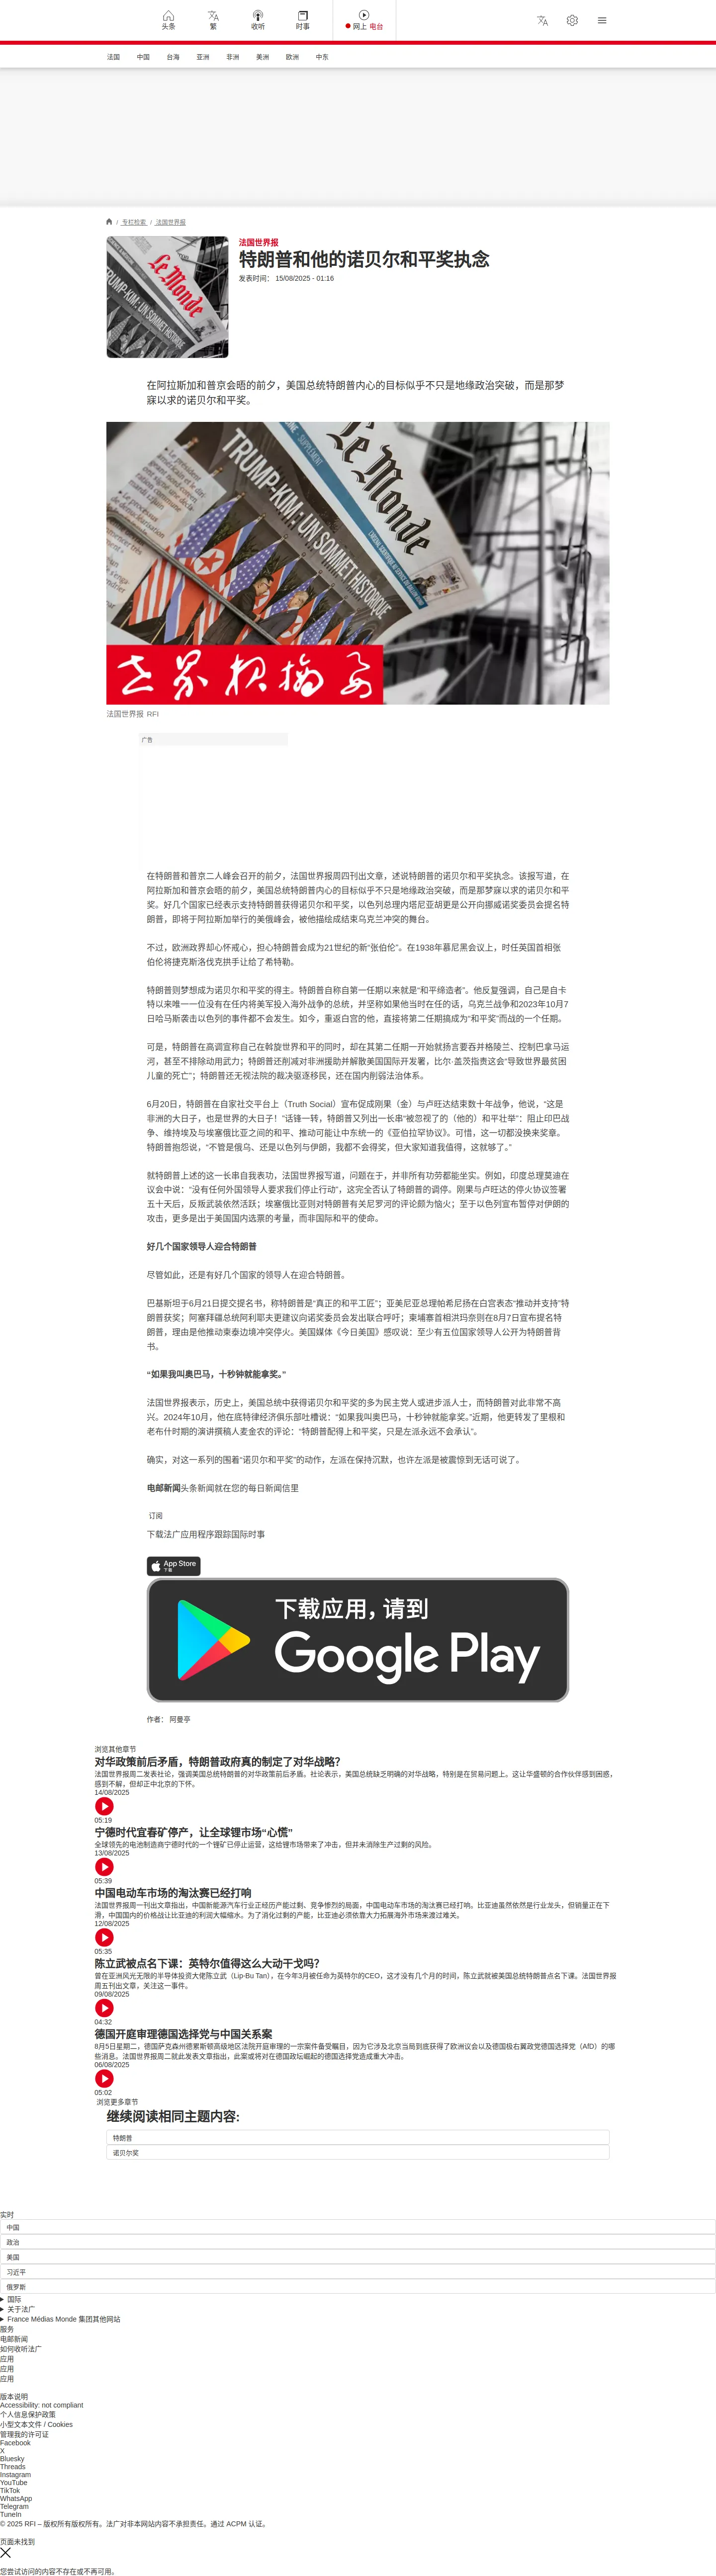 头条
繁
收听
时事
网上 电台
法国
中国
台海
亚洲
非洲
美洲
欧洲
中东
/ 专栏检索 / 法国世界报
法国世界报
特朗普和他的诺贝尔和平奖执念
发表时间： 15/08/2025 - 01:16
在阿拉斯加和普京会晤的前夕，美国总统特朗普内心的目标似乎不只是地缘政治突破，而是那梦
寐以求的诺贝尔和平奖。
Le Monde
TRUMP-KIM: UN SOMMET HISTORIQUE
世界报摘要
法国世界报 RFI
广告
在特朗普和普京二人峰会召开的前夕，法国世界报周四刊出文章，述说特朗普的诺贝尔和平奖执念。该报写道，在
阿拉斯加和普京会晤的前夕，美国总统特朗普内心的目标似乎不只是地缘政治突破，而是那梦寐以求的诺贝尔和平
奖。好几个国家已经表示支持特朗普获得诺贝尔和平奖，以色列总理内塔尼亚胡更是公开向挪威诺奖委员会提名特
朗普，即将于阿拉斯加举行的美俄峰会，被他描绘成结束乌克兰冲突的舞台。
不过，欧洲政界却心怀戒心，担心特朗普会成为21世纪的新“张伯伦”。在1938年慕尼黑会议上，时任英国首相张
伯伦将捷克斯洛伐克拱手让给了希特勒。
特朗普则梦想成为诺贝尔和平奖的得主。特朗普自称自第一任期以来就是“和平缔造者”。他反复强调，自己是自卡
特以来唯一一位没有在任内将美军投入海外战争的总统，并坚称如果他当时在任的话，乌克兰战争和2023年10月7
日哈马斯袭击以色列的事件都不会发生。如今，重返白宫的他，直接将第二任期搞成为“和平奖”而战的一个任期。
可是，特朗普在高调宣称自己在斡旋世界和平的同时，却在其第二任期一开始就扬言要吞并格陵兰、控制巴拿马运
河，甚至不排除动用武力；特朗普还削减对非洲援助并解散美国国际开发署，比尔·盖茨指责这会“导致世界最贫困
儿童的死亡”；特朗普还无视法院的裁决驱逐移民，还在国内削弱法治体系。
6月20日，特朗普在自家社交平台上（Truth Social）宣布促成刚果（金）与卢旺达结束数十年战争，他说，“这是
非洲的大日子，也是世界的大日子！”话锋一转，特朗普又列出一长串“被忽视了的（他的）和平壮举”：阻止印巴战
争、维持埃及与埃塞俄比亚之间的和平、推动可能让中东统一的《亚伯拉罕协议》。可惜，这一切都没换来奖章。
特朗普抱怨说，“不管是俄乌、还是以色列与伊朗，我都不会得奖，但大家知道我值得，这就够了。”
就特朗普上述的这一长串自我表功，法国世界报写道，问题在于，并非所有功劳都能坐实。例如，印度总理莫迪在
议会中说：“没有任何外国领导人要求我们停止行动”，这完全否认了特朗普的调停。刚果与卢旺达的停火协议签署
五十天后，反叛武装依然活跃；埃塞俄比亚则对特朗普有关尼罗河的评论颇为恼火；至于以色列宣布暂停对伊朗的
攻击，更多是出于美国国内选票的考量，而非国际和平的使命。
好几个国家领导人迎合特朗普
尽管如此，还是有好几个国家的领导人在迎合特朗普。
巴基斯坦于6月21日提交提名书，称特朗普是“真正的和平工匠”；亚美尼亚总理帕希尼扬在白宫表态“推动并支持”特
朗普获奖；阿塞拜疆总统阿利耶夫更建议向诺奖委员会发出联合呼吁；柬埔寨首相洪玛奈则在8月7日宣布提名特
朗普，理由是他推动柬泰边境冲突停火。美国媒体《今日美国》感叹说：至少有五位国家领导人公开为特朗普背
书。
“如果我叫奥巴马，十秒钟就能拿奖。”
法国世界报表示，历史上，美国总统中获得诺贝尔和平奖的多为民主党人或进步派人士，而特朗普对此非常不高
兴。2024年10月，他在底特律经济俱乐部吐槽说：“如果我叫奥巴马，十秒钟就能拿奖。”近期，他更转发了里根和
老布什时期的演讲撰稿人麦金农的评论：“特朗普配得上和平奖，只是左派永远不会承认”。
确实，对这一系列的围着“诺贝尔和平奖”的动作，左派在保持沉默，也许左派是被震惊到无话可说了。
电邮新闻头条新闻就在您的每日新闻信里
订阅
下载法广应用程序跟踪国际时事
App Store
下载
下载应用，请到
Google Play
作者： 阿曼亭
浏览其他章节
对华政策前后矛盾，特朗普政府真的制定了对华战略？
法国世界报周二发表社论，强调美国总统特朗普的对华政策前后矛盾。社论表示，美国总统缺乏明确的对华战略，特别是在贸易问题上。这让华盛顿的合作伙伴感到困惑，
感到不解，但却正中北京的下怀。
14/08/2025
05:19
宁德时代宜春矿停产，让全球锂市场“心慌”
全球领先的电池制造商宁德时代的一个锂矿已停止运营，这给锂市场带来了冲击，但并未消除生产过剩的风险。
13/08/2025
05:39
中国电动车市场的淘汰赛已经打响
法国世界报周一刊出文章指出，中国新能源汽车行业正经历产能过剩、竞争惨烈的局面，中国电动车市场的淘汰赛已经打响。比亚迪虽然依然是行业龙头，但销量正在下
滑，中国国内的价格战让比亚迪的利润大幅缩水。为了消化过剩的产能，比亚迪必须依靠大力拓展海外市场来渡过难关。
12/08/2025
05:35
陈立武被点名下课：英特尔值得这么大动干戈吗？
曾在亚洲风光无限的半导体投资大佬陈立武（Lip-Bu Tan），在今年3月被任命为英特尔的CEO，这才没有几个月的时间，陈立武就被美国总统特朗普点名下课。法国世界报
周五刊出文章，关注这一事件。
09/08/2025
04:32
德国开庭审理德国选择党与中国关系案
8月5日星期二，德国萨克森州德累斯顿高级地区法院开庭审理的一宗案件备受瞩目，因为它涉及北京当局到底获得了欧洲议会以及德国极右翼政党德国选择党（AfD）的哪
些消息。法国世界报周二就此发表文章指出，此案或将对在德国政坛崛起的德国选择党造成重大冲击。
06/08/2025
05:02
浏览更多章节
继续阅读相同主题内容:
特朗普
诺贝尔奖
实时
中国
政治
美国
习近平
俄罗斯
国际
关于法广
France Médias Monde 集团其他网站
服务
电邮新闻
如何收听法广
应用
应用
应用
版本说明
Accessibility: not compliant
个人信息保护政策
小型文本文件 / Cookies
管理我的许可证
Facebook
X
Bluesky
Threads
Instagram
YouTube
TikTok
WhatsApp
Telegram
TuneIn
© 2025 RFI – 版权所有版权所有。法广对非本网站内容不承担责任。通过 ACPM 认证。
页面未找到
您尝试访问的内容不存在或不再可用。